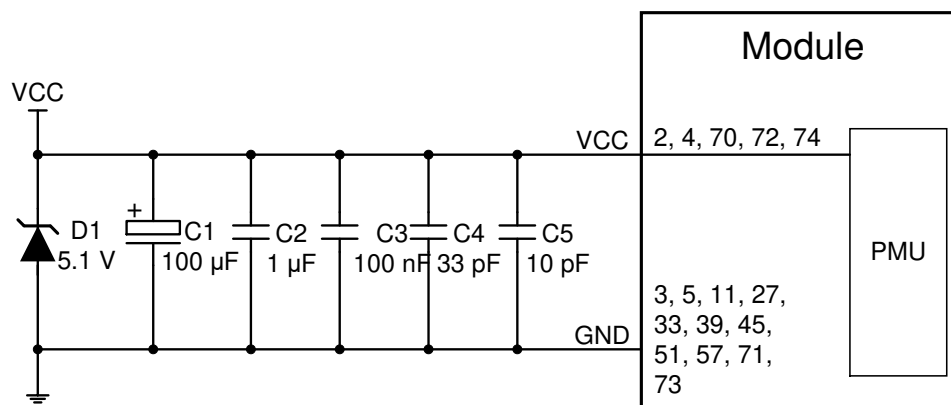 Module
VCC
VCC
2, 4, 70, 72, 74
+
D1
5.1 V
C1
100 µF
C2
1 µF
C3
100 nF
C4
33 pF
C5
10 pF
PMU
GND
3, 5, 11, 27,
33, 39, 45,
51, 57, 71,
73